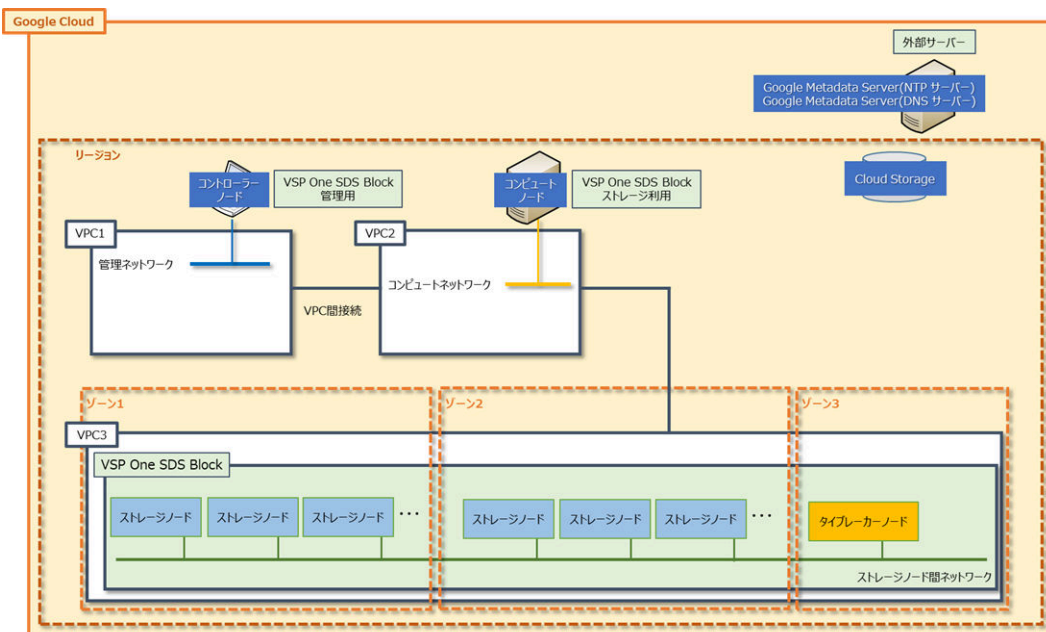 Google Cloud
外部サーバー
Google Metadata Server(NTP サーバー)
Google Metadata Server(DNS サーバー)
リージョン
コントローラー
ノード
VSP One SDS Block
管理用
コンピュート
ノード
VSP One SDS Block
ストレージ利用
Cloud Storage
VPC1
管理ネットワーク
VPC2
コンピュートネットワーク
VPC間接続
ゾーン1
ゾーン2
ゾーン3
VPC3
VSP One SDS Block
ストレージノード
ストレージノード
ストレージノード
…
ストレージノード
ストレージノード
ストレージノード
…
タイブレーカーノード
ストレージノード間ネットワーク